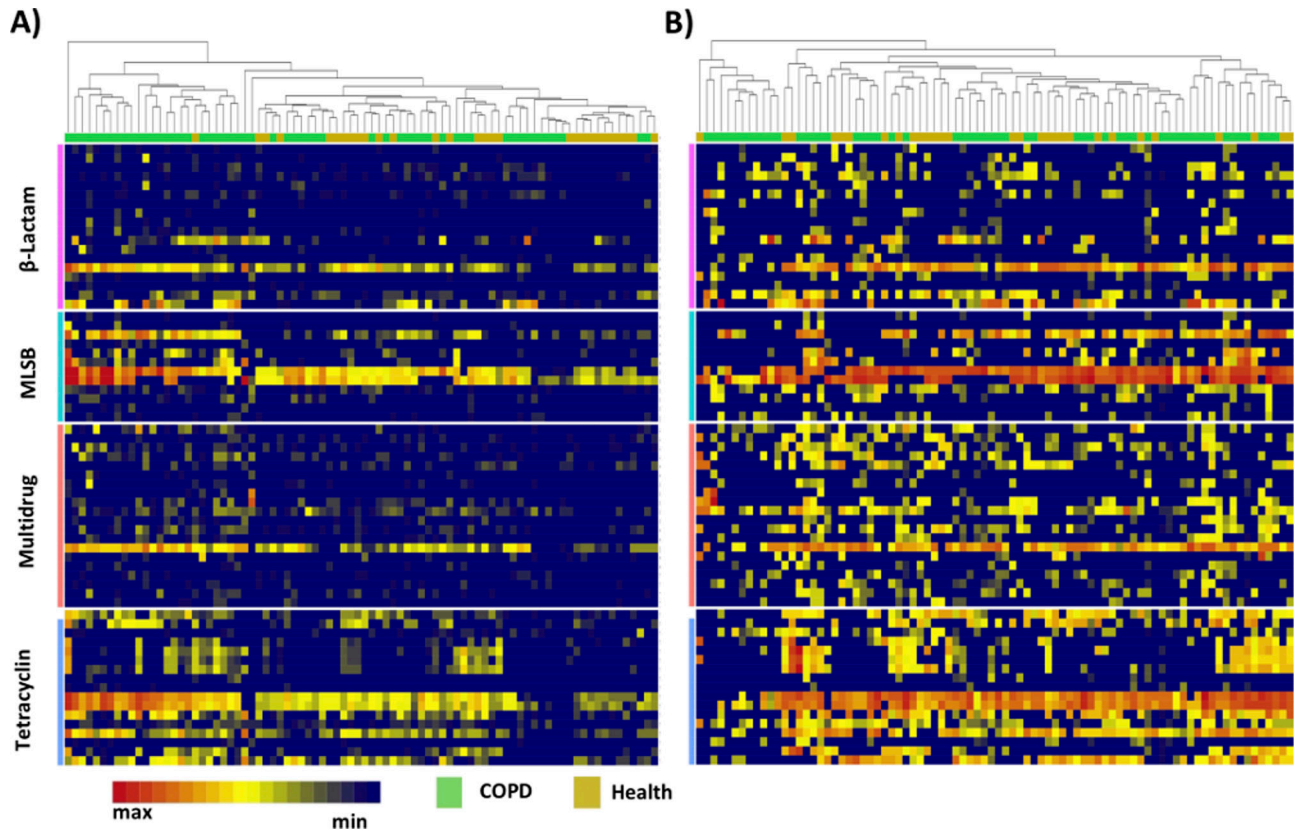 A)
B)
β-Lactam
MLSB
Multidrug
Tetracyclin
max
min
COPD
Health